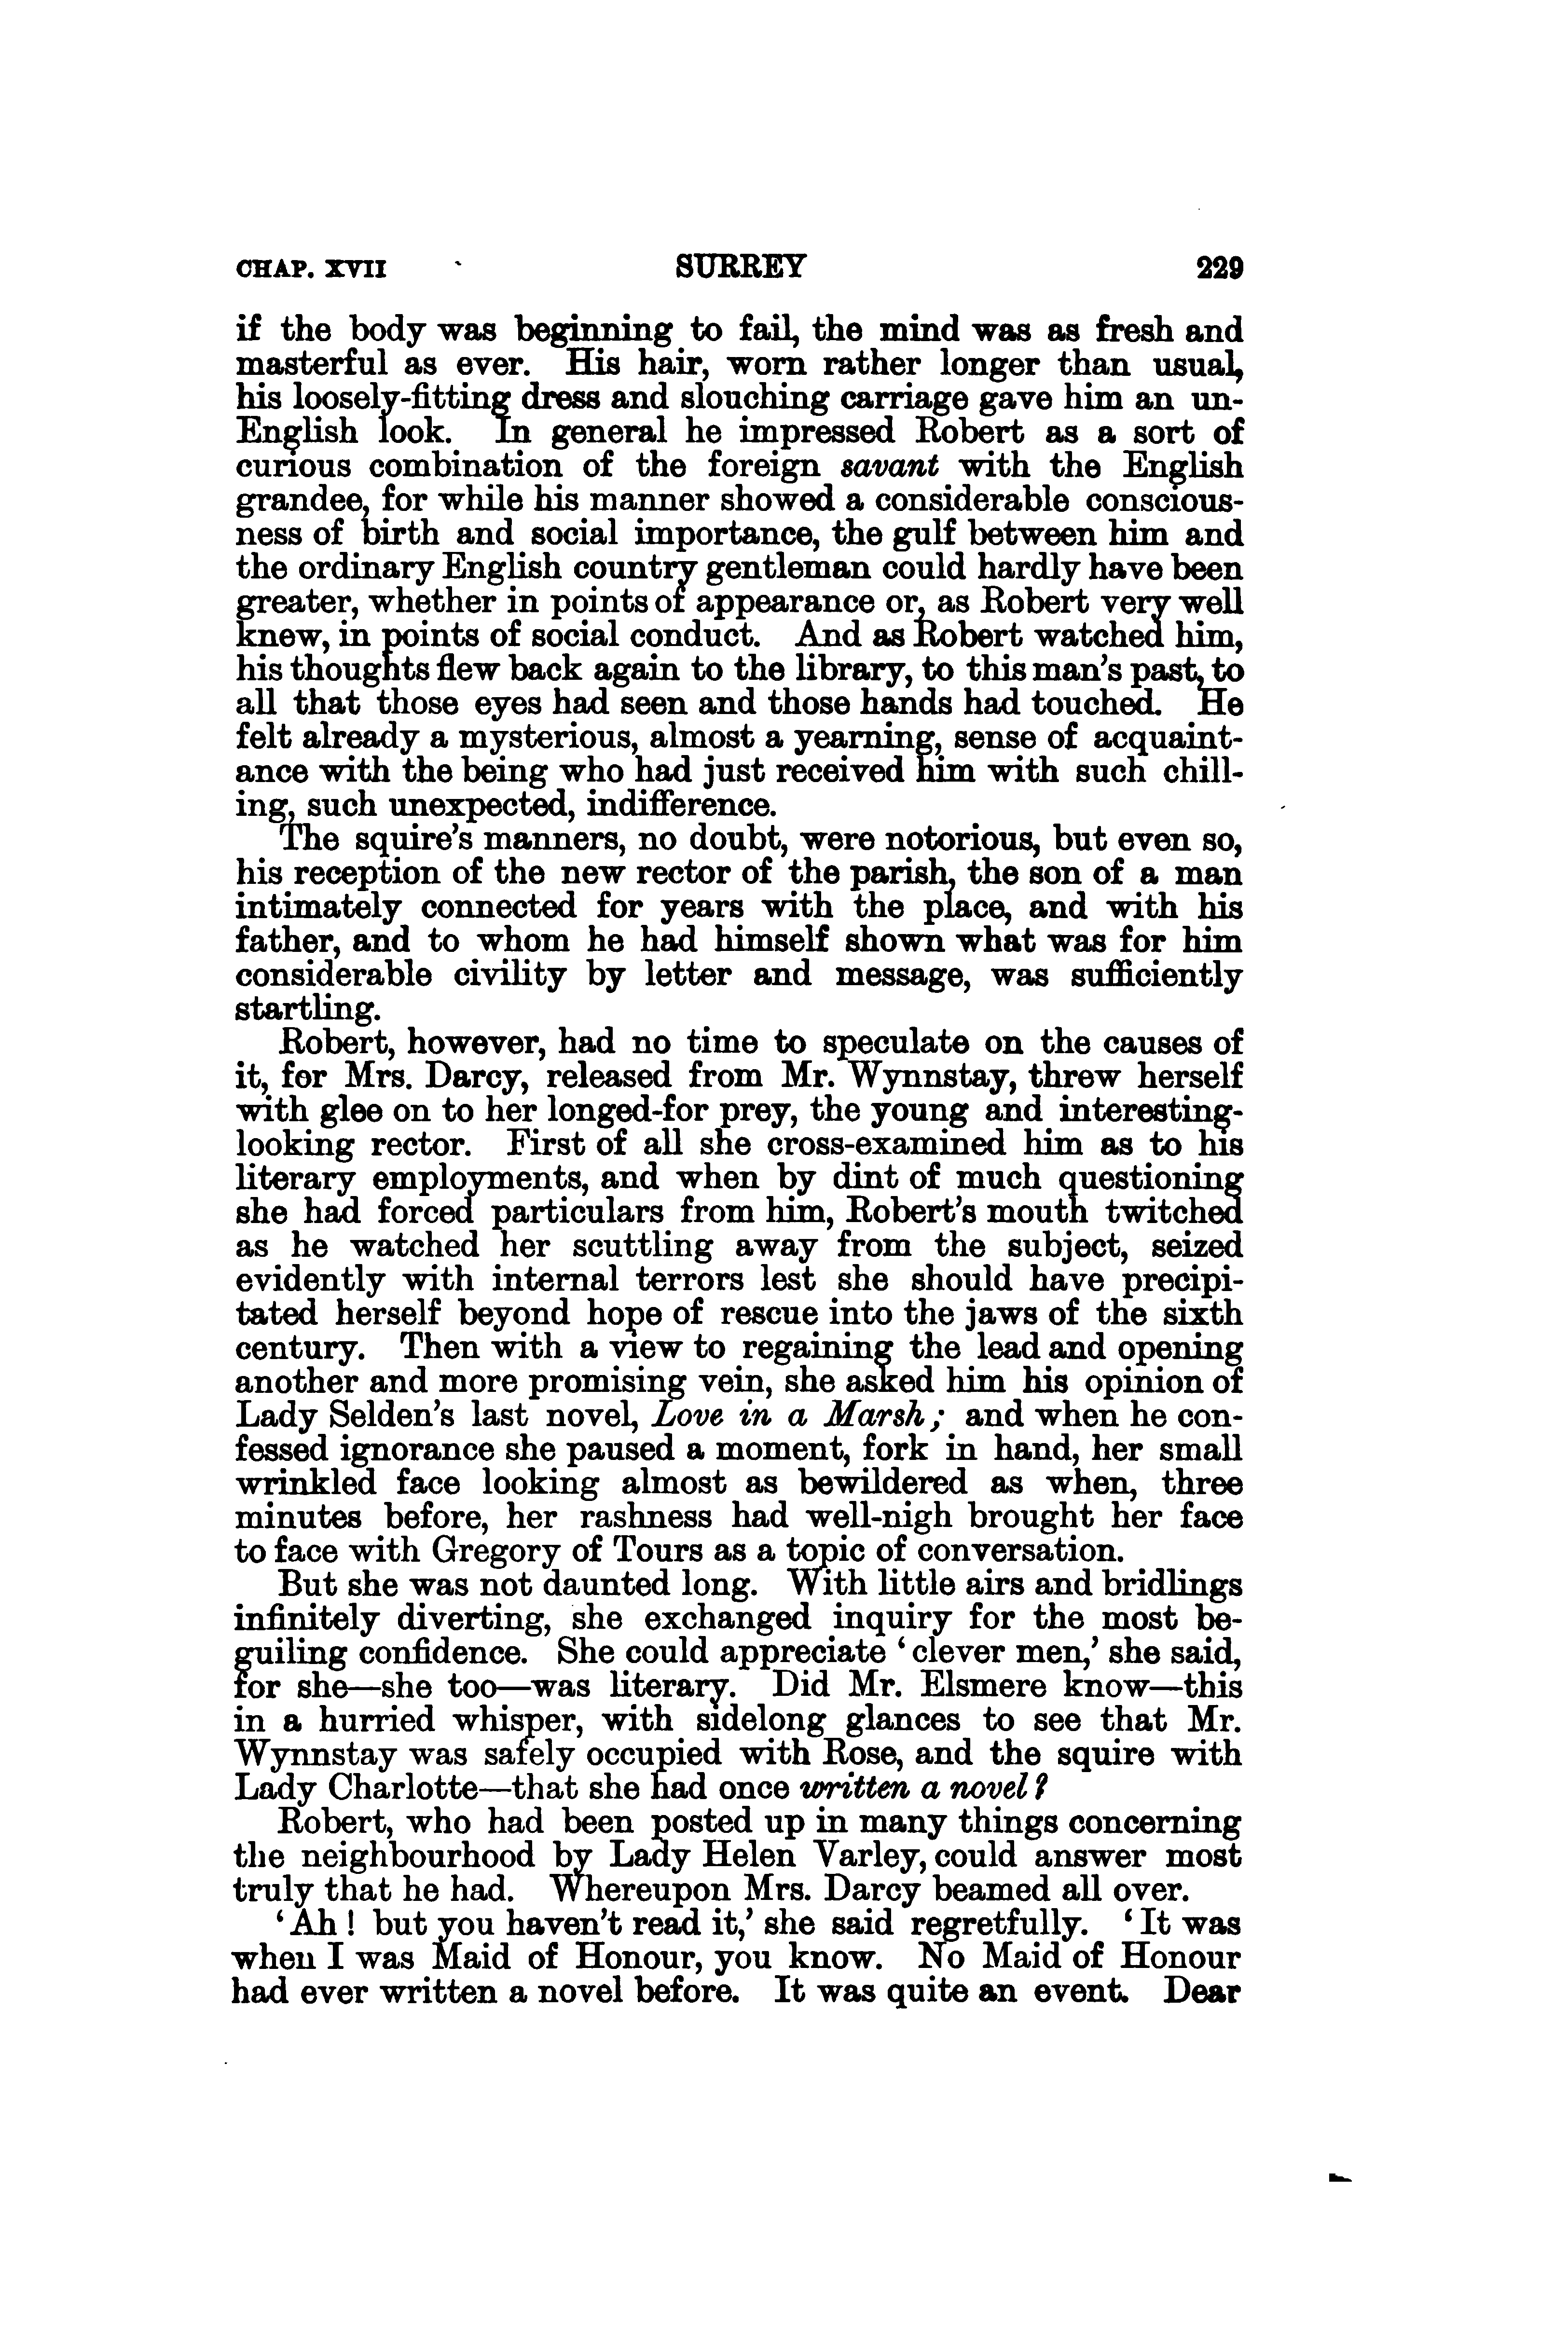 CHAP. XVII SURREY 229
if the body was beginning to fail, the mind was as fresh and
masterful as ever. His hair, worn rather longer than usual,
his loosely-fitting dress and slouching carriage gave him an un-
English look. In general he impressed Robert as a sort of
curious combination of the foreign savant with the English
grandee, for while his manner showed a considerable conscious-
ness of birth and social importance, the gulf between him and
the ordinary English country gentleman could hardly have been
greater, whether in points of appearance or, as Robert very well
knew, in points of social conduct. And as Robert watched him,
his thoughts flew back again to the library, to this man's past, to
all that those eyes had seen and those hands had touched. He
felt already a mysterious, almost a yearning, sense of acquaint-
ance with the being who had just received him with such chill-
ing, such unexpected, indifference.
The squire's manners, no doubt, were notorious, but even so,
his reception of the new rector of the parish, the son of a man
intimately connected for years with the place, and with his
father, and to whom he had himself shown what was for him
considerable civility by letter and message, was sufficiently
startling.
Robert, however, had no time to speculate on the causes of
it, for Mrs. Darcy, released from Mr. Wynnstay, threw herself
with glee on to her longed-for prey, the young and interesting-
looking rector. First of all she cross-examined him as to his
literary employments, and when by dint of much questioning
she had forced particulars from him, Robert's mouth twitched
as he watched her scuttling away from the subject, seized
evidently with internal terrors lest she should have precipi-
tated herself beyond hope of rescue into the jaws of the sixth
century. Then with a view to regaining the lead and opening
another and more promising vein, she asked him his opinion of
Lady Selden's last novel, Love in a Marsh; and when he con-
fessed ignorance she paused a moment, fork in hand, her small
wrinkled face looking almost as bewildered as when, three
minutes before, her rashness had well-nigh brought her face
to face with Gregory of Tours as a topic of conversation.
But she was not daunted long. With little airs and bridlings
infinitely diverting, she exchanged inquiry for the most be-
guiling confidence. She could appreciate 'clever men,' she said,
for she—she too—was literary. Did Mr. Elsmere know—this
in a hurried whisper, with sidelong glances to see that Mr.
Wynnstay was safely occupied with Rose, and the squire with
Lady Charlotte—that she had once written a novel?
Robert, who had been posted up in many things concerning
the neighbourhood by Lady Helen Varley, could answer most
truly that he had. Whereupon Mrs. Darcy beamed all over.
'Ah! but you haven't read it,' she said regretfully. 'It was
when I was Maid of Honour, you know. No Maid of Honour
had ever written a novel before. It was quite an event. Dear